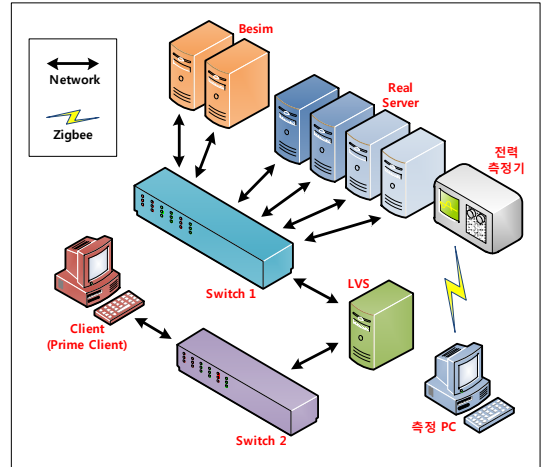 Besim
Network
Zigbee
Real
Server
전력
측정기
Switch 1
LVS
Client
(Prime Client)
Switch 2
측정 PC